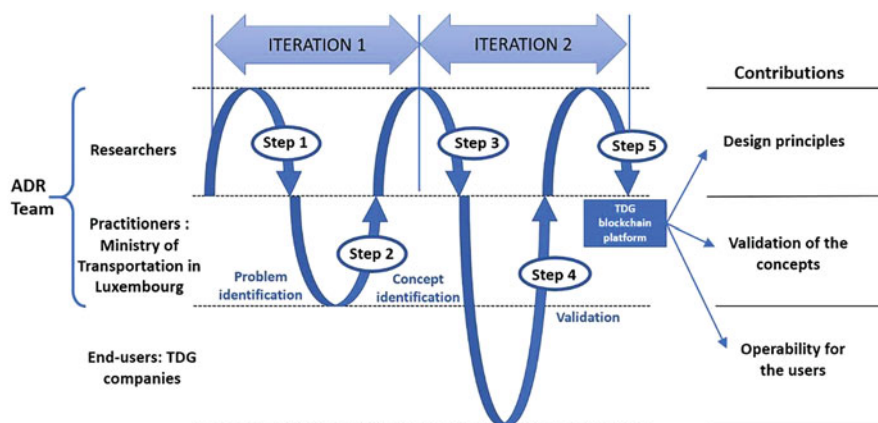 ITERATION 1
ITERATION 2
Contributions
Researchers
Step 1
Step 3
Step 5
Design principles
ADR
Team
Practitioners :
Ministry of
Transportation in
Luxembourg
TDG
blockchain
platform
Step 2
Step 4
Problem
identification
Concept
identification
Validation of the
concepts
Validation
End-users: TDG
companies
Operability for
the users